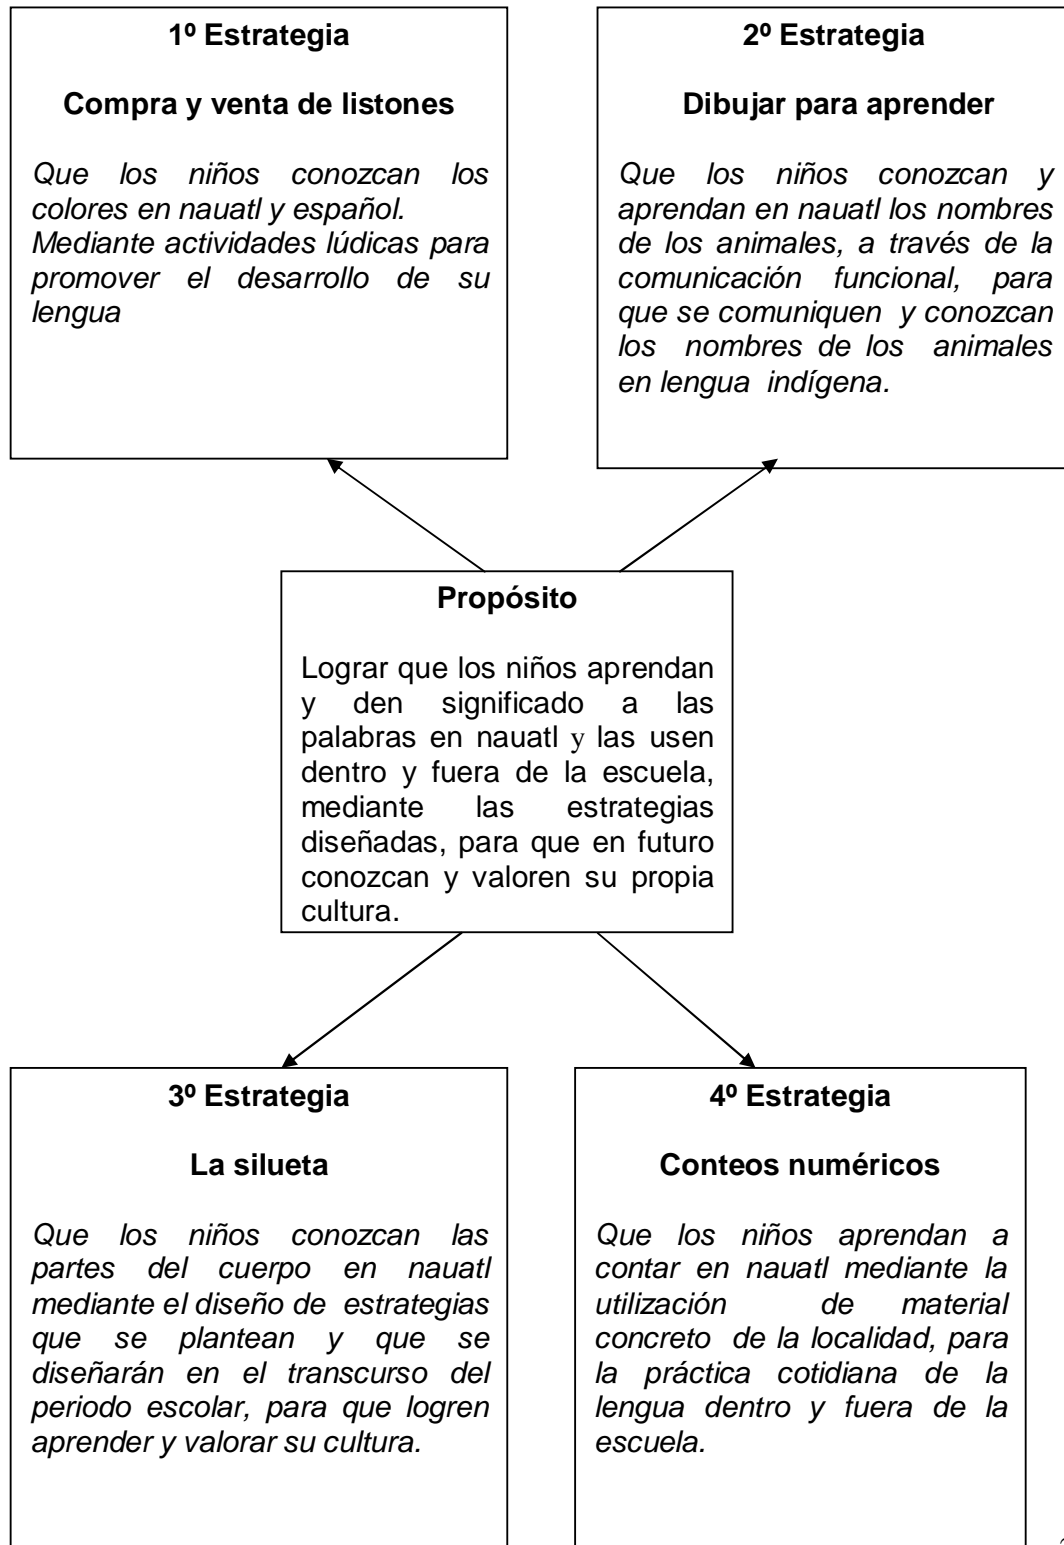 1º Estrategia
Compra y venta de listones
Que los niños conozcan los
colores en nauatl y español.
Mediante actividades lúdicas para
promover el desarrollo de su
lengua
2º Estrategia
Dibujar para aprender
Que los niños conozcan y
aprendan en nauatl los nombres
de los animales, a través de la
comunicación funcional, para
que se comuniquen y conozcan
los nombres de los animales
en lengua indígena.
Propósito
Lograr que los niños aprendan
y den significado a las
palabras en nauatl y las usen
dentro y fuera de la escuela,
mediante las estrategias
diseñadas, para que en futuro
conozcan y valoren su propia
cultura.
3º Estrategia
La silueta
Que los niños conozcan las
partes del cuerpo en nauatl
mediante el diseño de estrategias
que se plantean y que se
diseñarán en el transcurso del
periodo escolar, para que logren
aprender y valorar su cultura.
4º Estrategia
Conteos numéricos
Que los niños aprendan a
contar en nauatl mediante la
utilización de material
concreto de la localidad, para
la práctica cotidiana de la
lengua dentro y fuera de la
escuela.